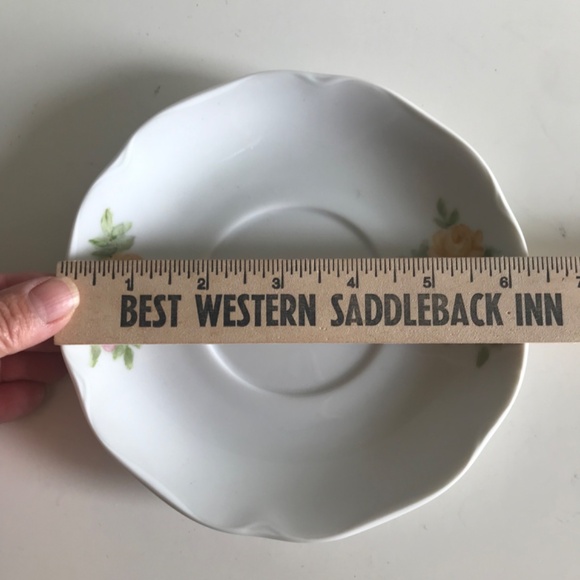 1 2 3 4 5 6 7
BEST WESTERN SADDLEBACK INN